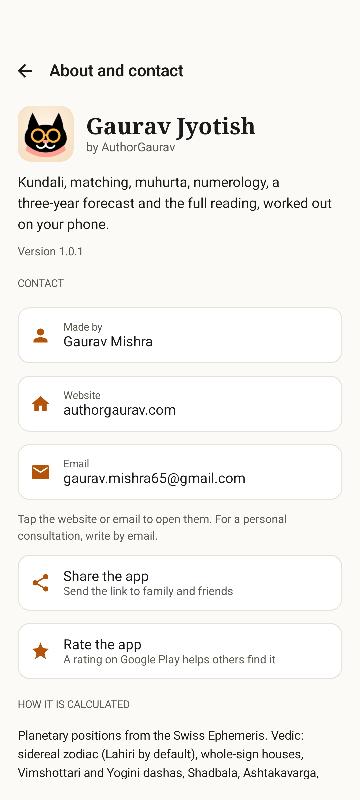 About and contact
Gaurav Jyotish
by AuthorGaurav
Kundali, matching, muhurta, numerology, a
three-year forecast and the full reading, worked out
on your phone.
Version 1.0.1
CONTACT
Made by
Gaurav Mishra
Website
authorgaurav.com
Email
gaurav.mishra65@gmail.com
Tap the website or email to open them. For a personal
consultation, write by email.
Share the app
Send the link to family and friends
Rate the app
A rating on Google Play helps others find it
HOW IT IS CALCULATED
Planetary positions from the Swiss Ephemeris. Vedic:
sidereal zodiac (Lahiri by default), whole-sign houses,
Vimshottari and Yogini dashas, Shadbala, Ashtakavarga,